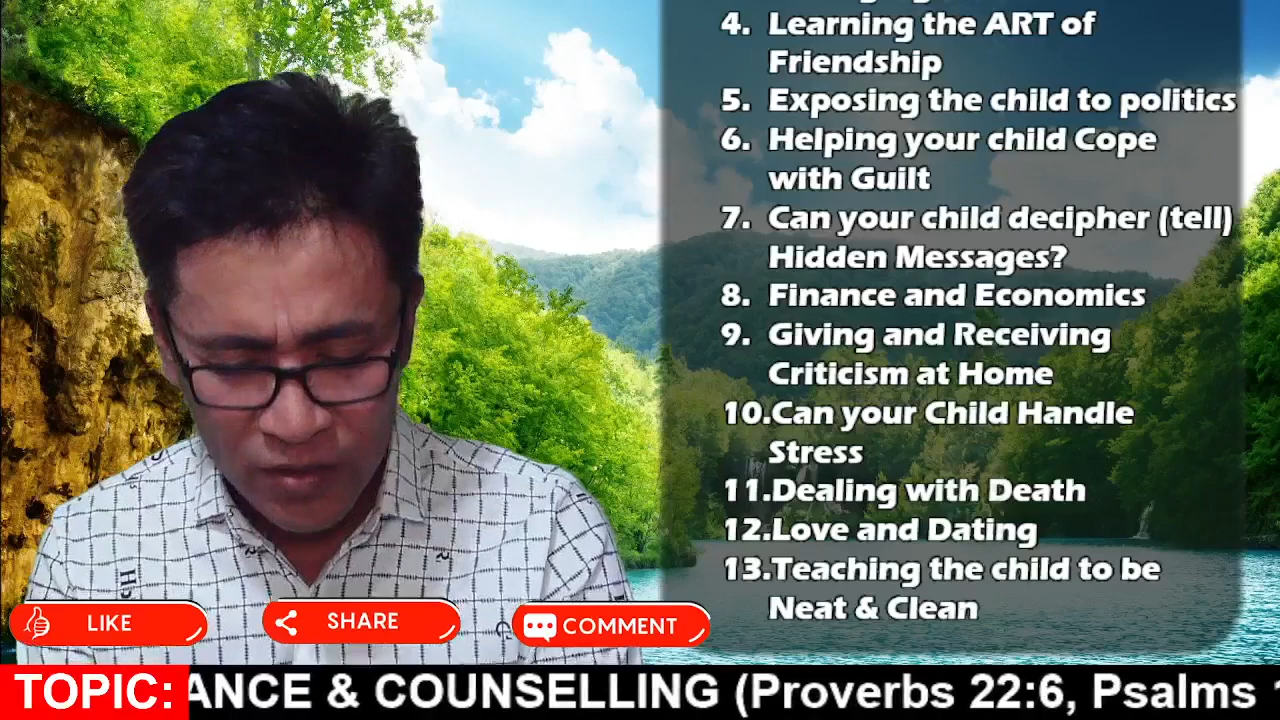 4. Learning the ART of
Friendship
5. Exposing the child to politics
6. Helping your child Cope
with Guilt
7. Can your child decipher (tell)
Hidden Messages?
8. Finance and Economics
9. Giving and Receiving
Criticism at Home
10.Can your Child Handle
Stress
11.Dealing with Death
12.Love and Dating
13.Teaching the child to be
Neat & Clean
LIKE
SHARE
COMMENT
TOPIC: ANCE & COUNSELLING (Proverbs 22:6, Psalms